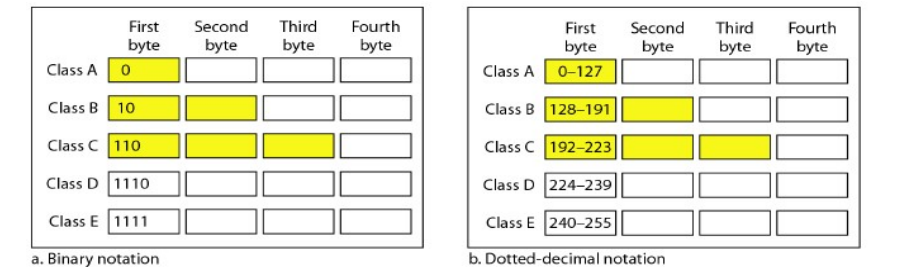 First byte Second byte Third byte Fourth byte
Class A 0
Class B 10
Class C 110
Class D 1110
Class E 1111
a. Binary notation
First byte Second byte Third byte Fourth byte
Class A 0–127
Class B 128–191
Class C 192–223
Class D 224–239
Class E 240–255
b. Dotted-decimal notation